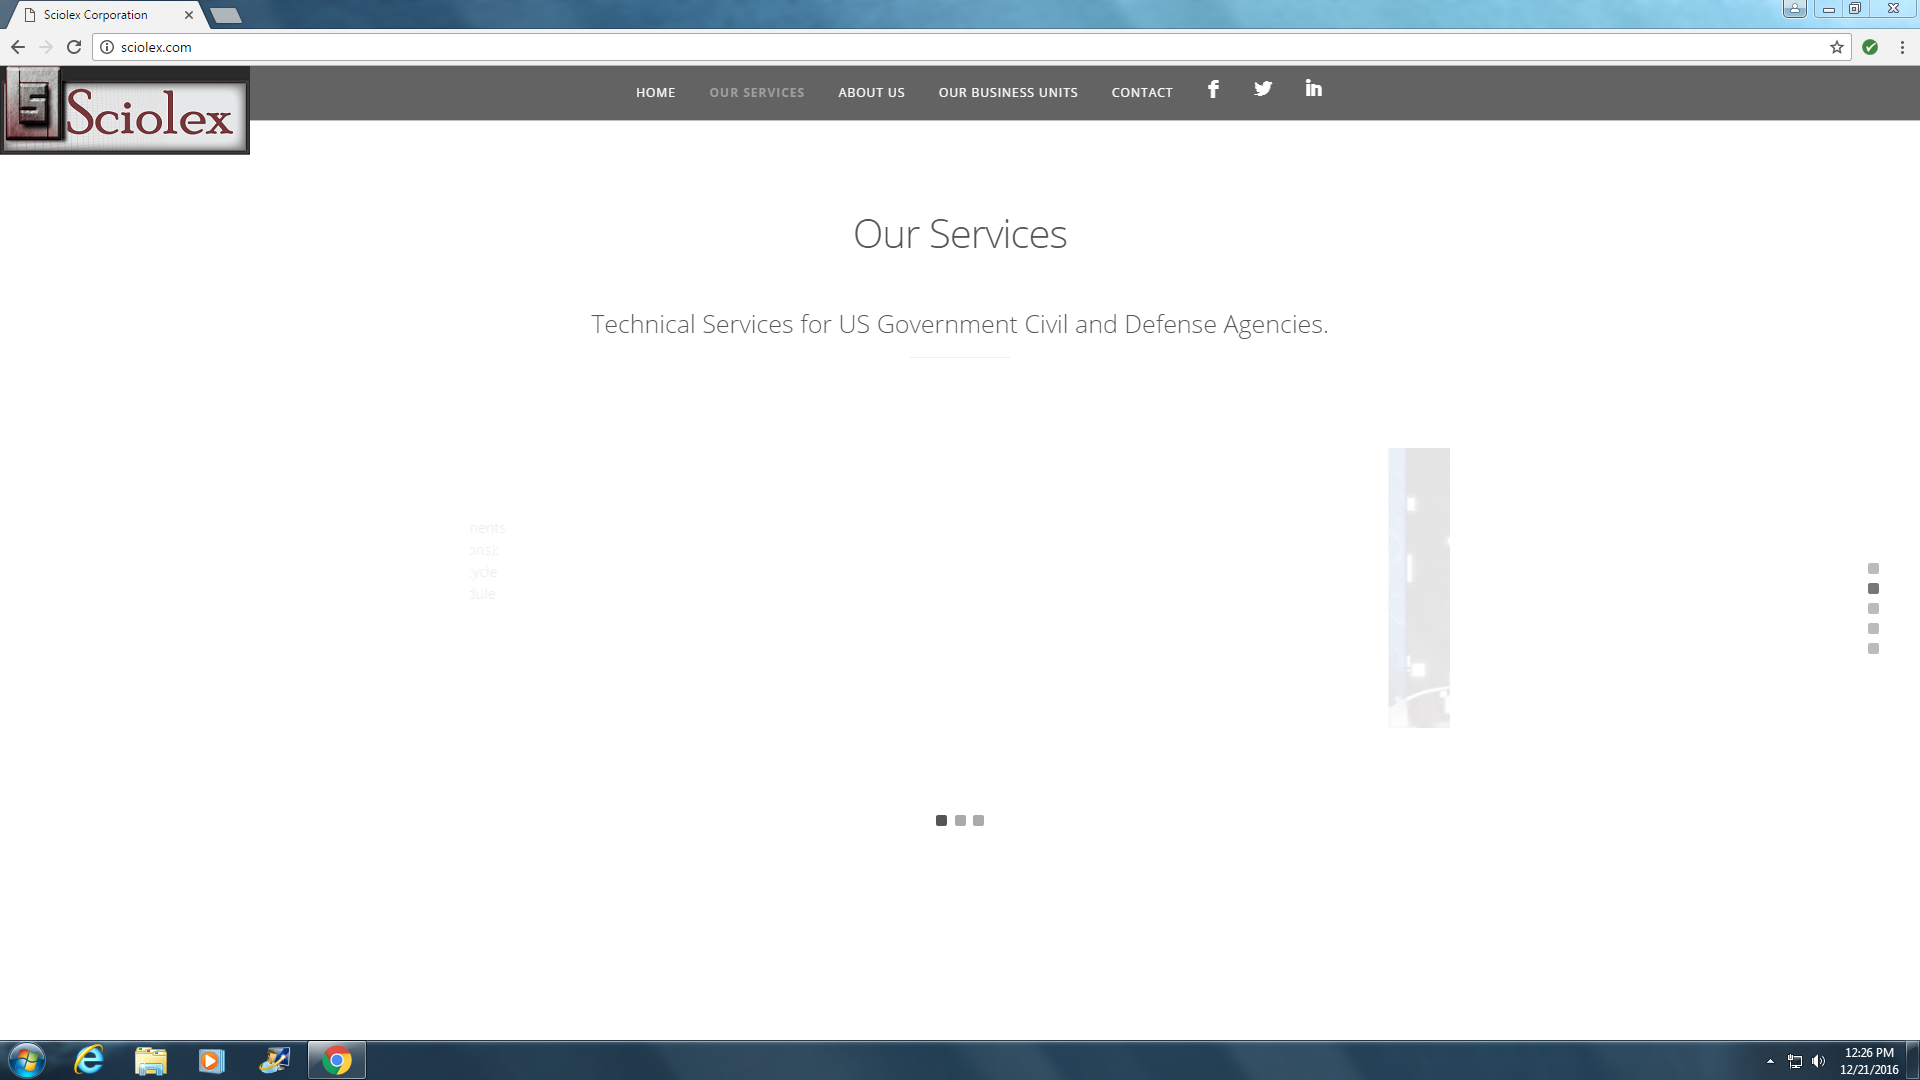 Sciolex Corporation
sciolex.com
Sciolex
HOME OUR SERVICES ABOUT US OUR BUSINESS UNITS CONTACT
Our Services
Technical Services for US Government Civil and Defense Agencies.
nents
ons):
ycle
dule
12:26 PM
12/21/2016